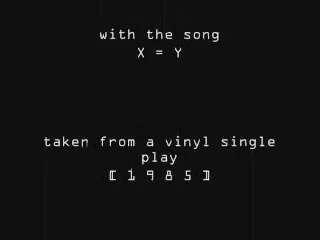 with the song
X = Y
taken from a vinyl single
play
[ 1 9 8 5 ]